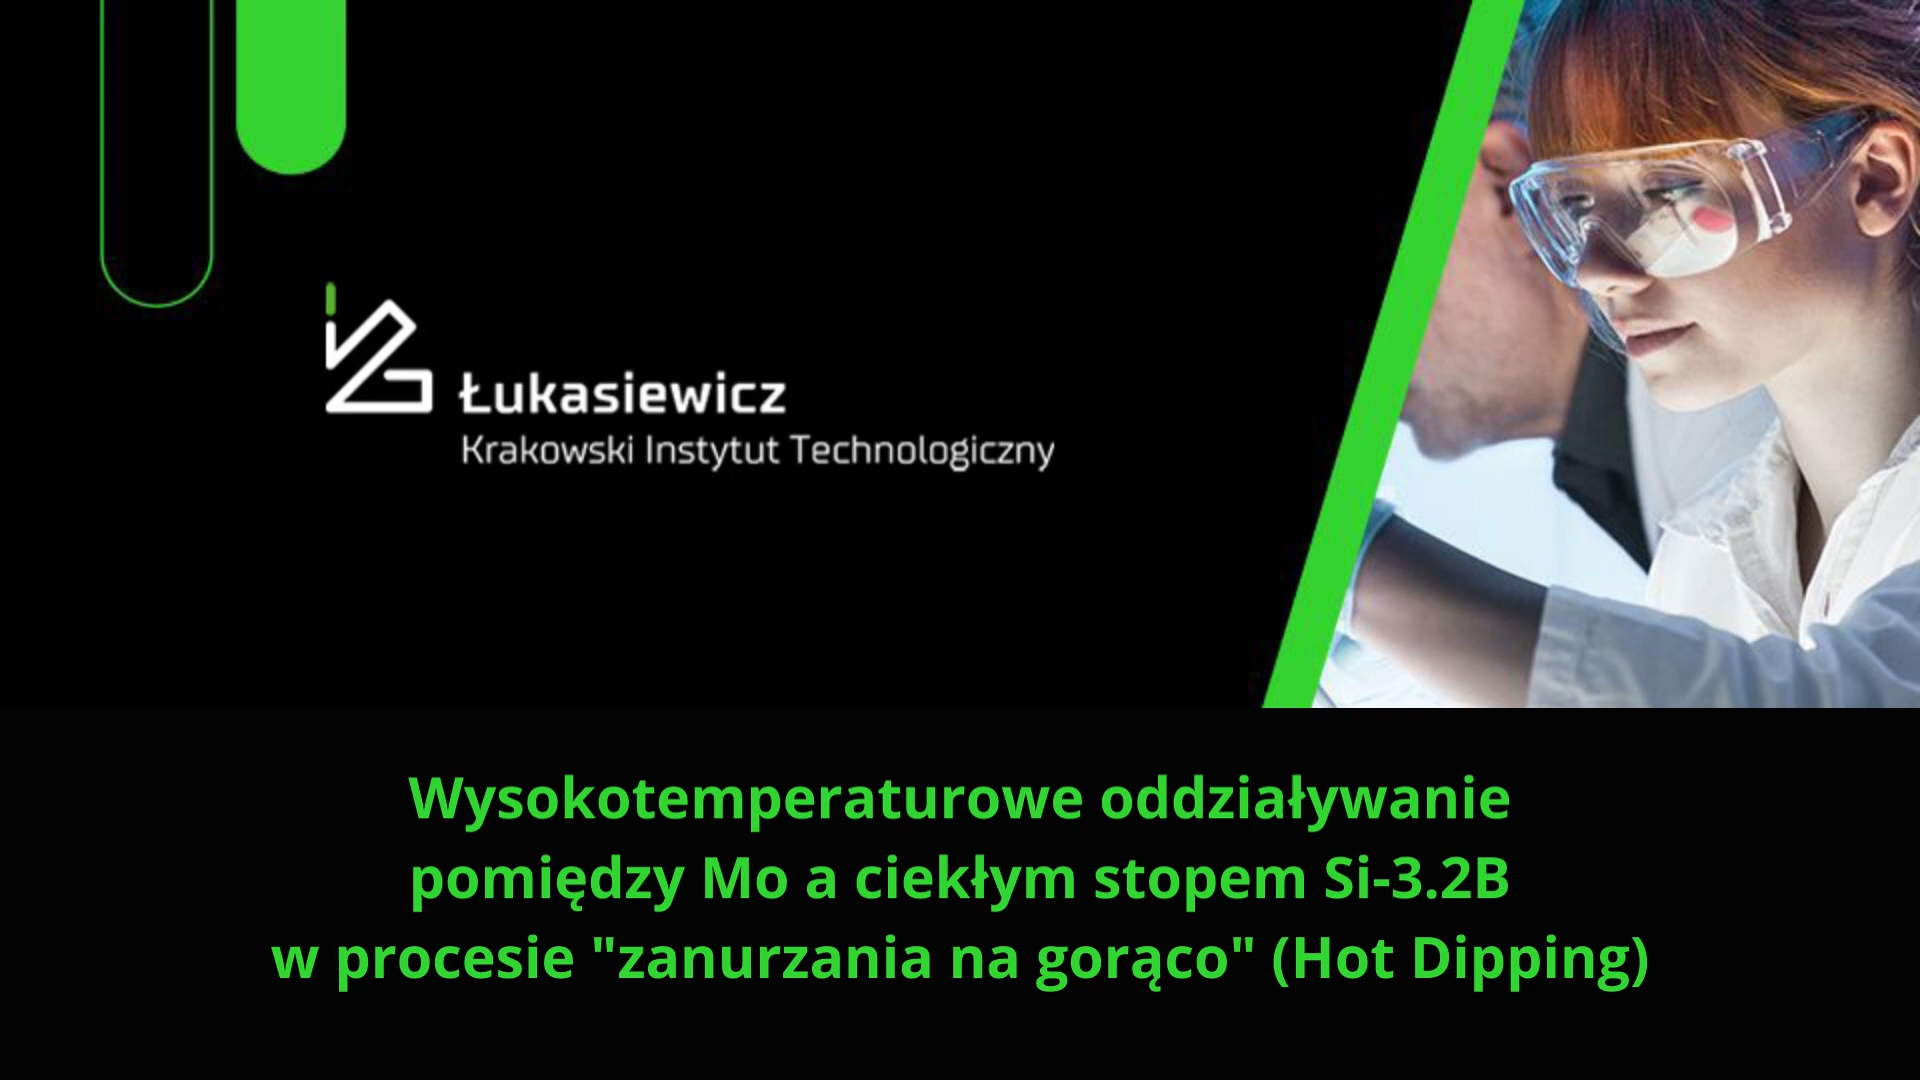 Łukasiewicz
Krakowski Instytut Technologiczny
Wysokotemperaturowe oddziaływanie
pomiędzy Mo a ciekłym stopem Si-3.2B
w procesie "zanurzania na gorąco" (Hot Dipping)